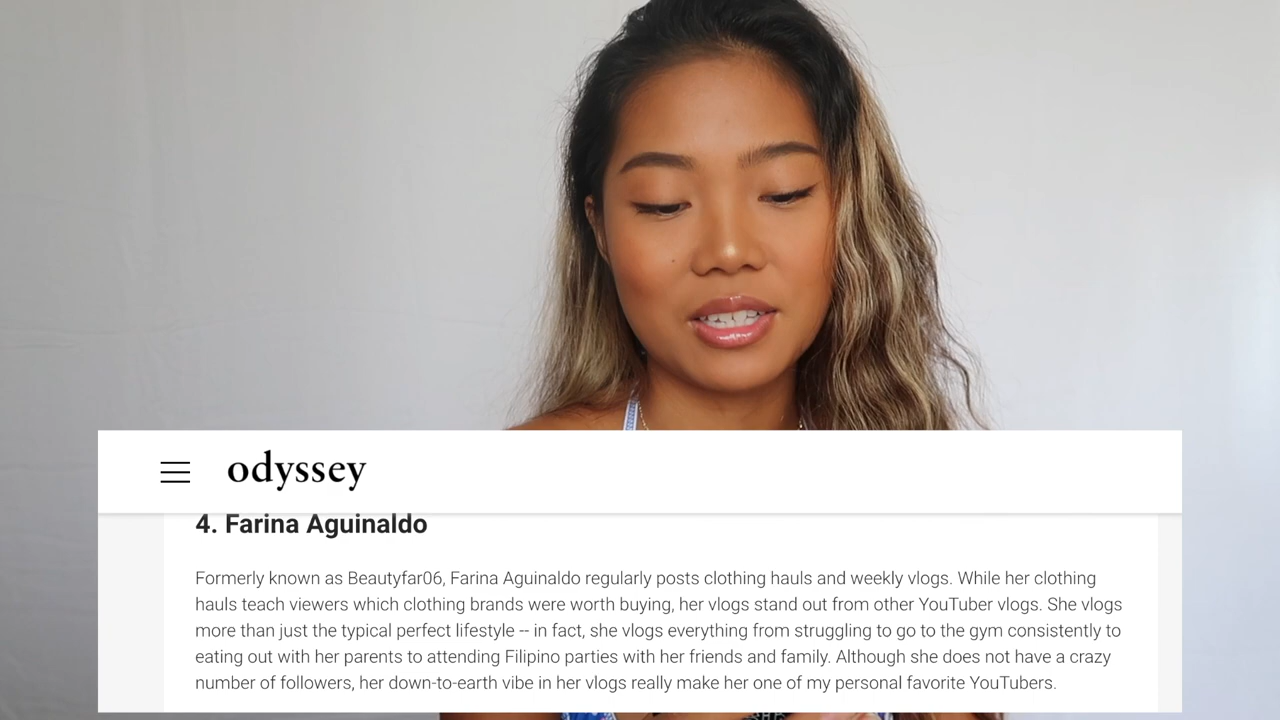 odyssey
4. Farina Aguinaldo
Formerly known as Beautyfar06, Farina Aguinaldo regularly posts clothing hauls and weekly vlogs. While her clothing
hauls teach viewers which clothing brands were worth buying, her vlogs stand out from other YouTuber vlogs. She vlogs
more than just the typical perfect lifestyle -- in fact, she vlogs everything from struggling to go to the gym consistently to
eating out with her parents to attending Filipino parties with her friends and family. Although she does not have a crazy
number of followers, her down-to-earth vibe in her vlogs really make her one of my personal favorite YouTubers.